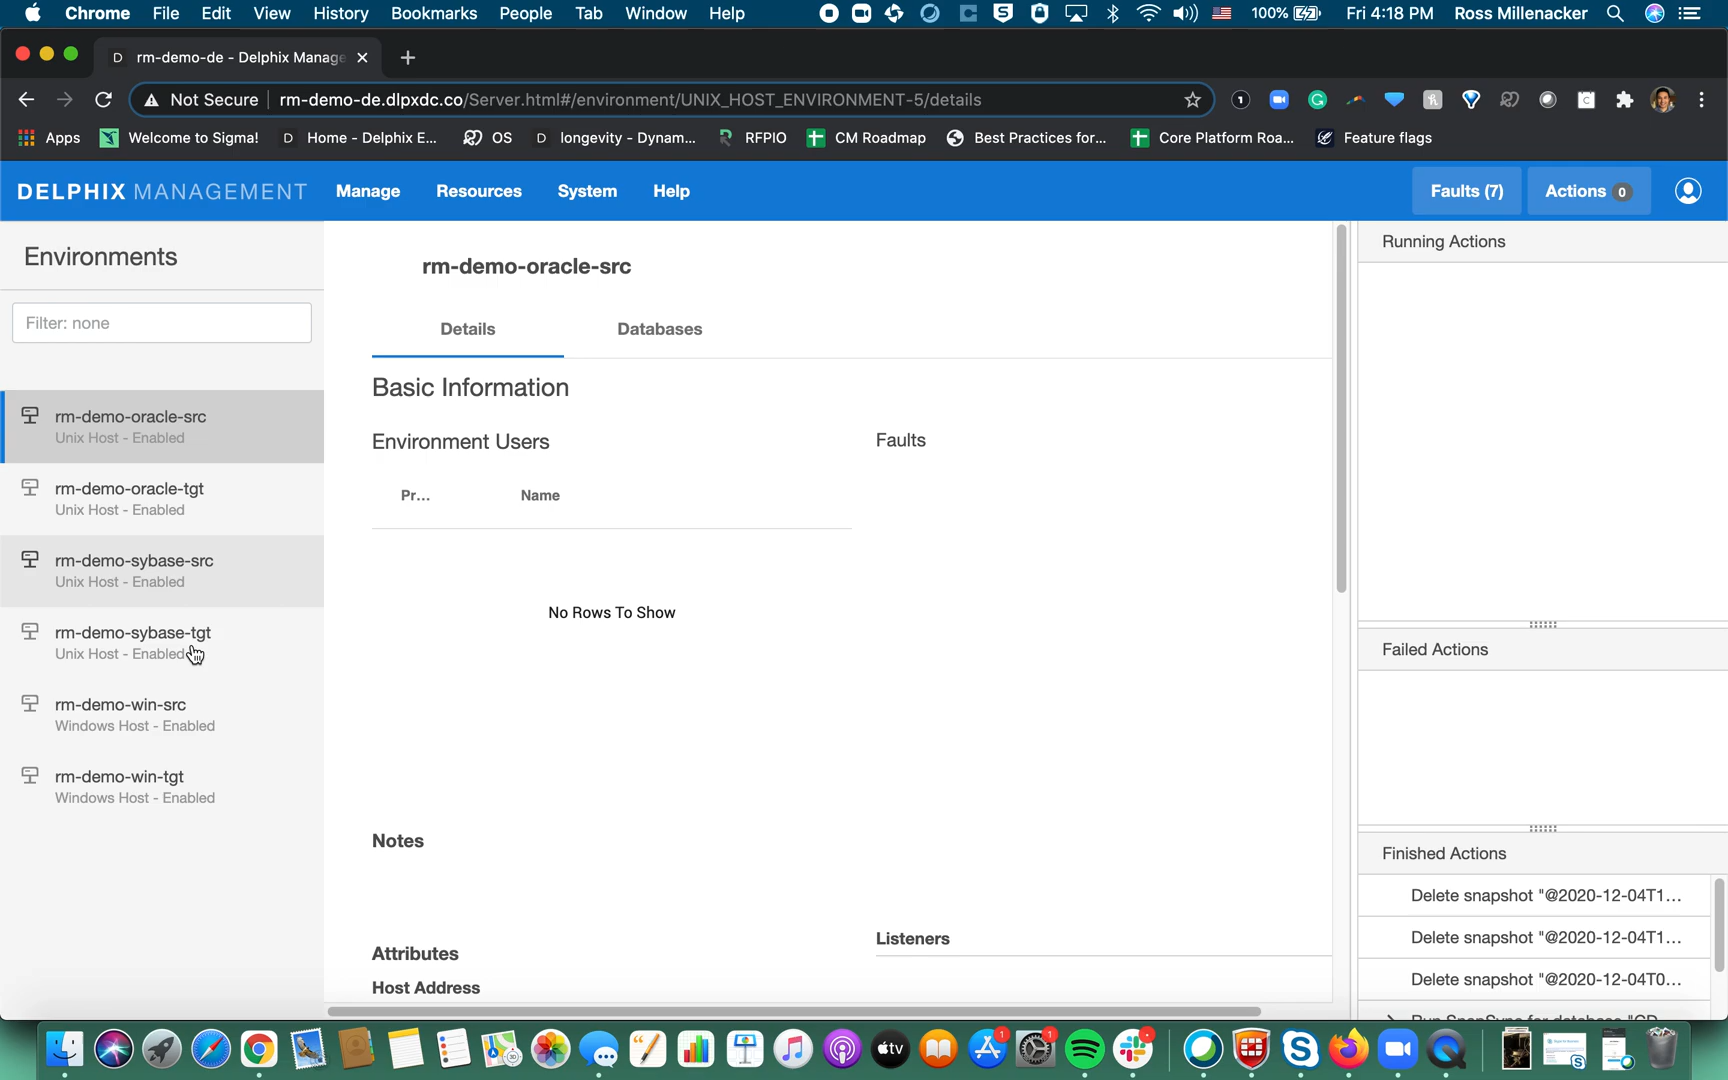 Chrome File Edit View History Bookmarks People Tab Window Help 100% Fri 4:18 PM Ross Millenacker
rm-demo-de - Delphix Manage
Not Secure rm-demo-de.dlpxdc.co/Server.html#/environment/UNIX_HOST_ENVIRONMENT-5/details
Apps Welcome to Sigma! Home - Delphix E... OS longevity - Dynam... RFPIO CM Roadmap Best Practices for... Core Platform Roa... Feature flags
DELPHIX MANAGEMENT Manage Resources System Help Faults (7) Actions 0
Environments
Filter: none
rm-demo-oracle-src
Unix Host - Enabled
rm-demo-oracle-tgt
Unix Host - Enabled
rm-demo-sybase-src
Unix Host - Enabled
rm-demo-sybase-tgt
Unix Host - Enabled
rm-demo-win-src
Windows Host - Enabled
rm-demo-win-tgt
Windows Host - Enabled
rm-demo-oracle-src
Details Databases
Basic Information
Environment Users
Pr... Name
No Rows To Show
Faults
Notes
Attributes
Host Address
Listeners
Running Actions
Failed Actions
Finished Actions
Delete snapshot "@2020-12-04T1...
Delete snapshot "@2020-12-04T1...
Delete snapshot "@2020-12-04T0...
tv